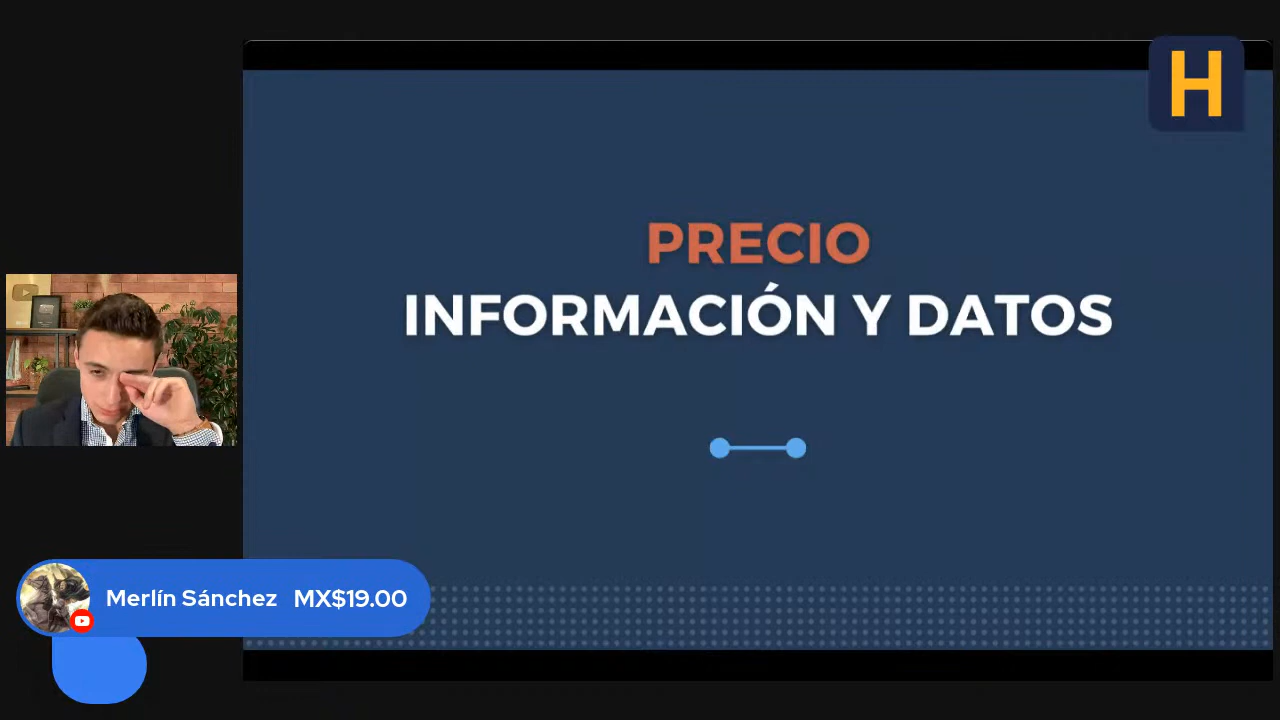 H
PRECIO
INFORMACIÓN Y DATOS
Merlín Sánchez MX$19.00